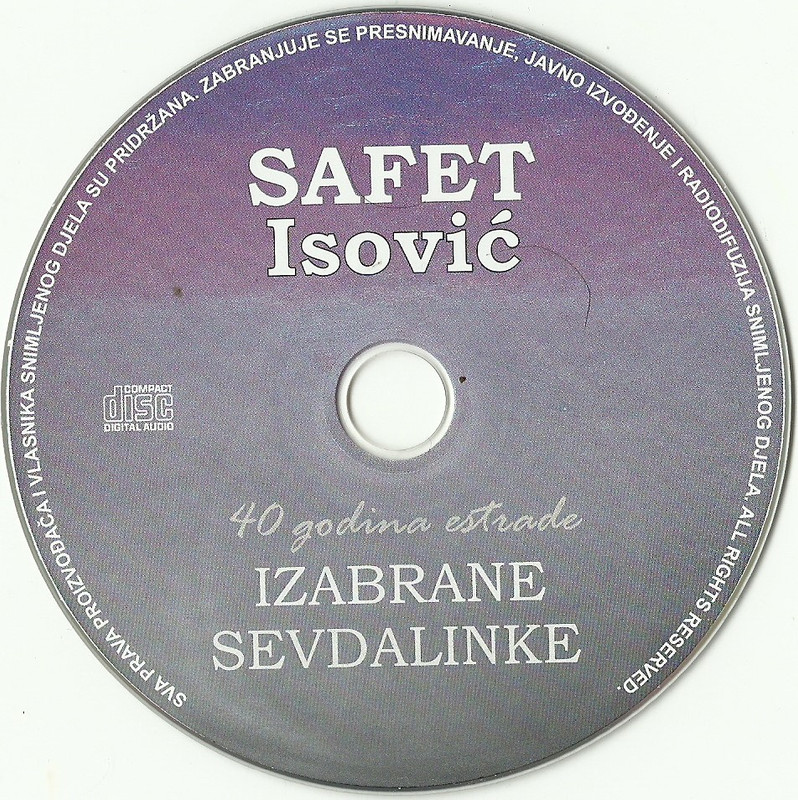 SVA PRAVA PROIZVOĐAČA I VLASNIKA SNIMLJENOG DJELA SU PRIDRŽANA. ZABRANJUJE SE PRESNIMAVANJE, JAVNO IZVOĐENJE I RADIODIFUZIJA SNIMLJENOG DJELA. ALL RIGHTS RESERVED.
SAFET
Isović
COMPACT
disc
DIGITAL AUDIO
40 godina estrade
IZABRANE
SEVDALINKE